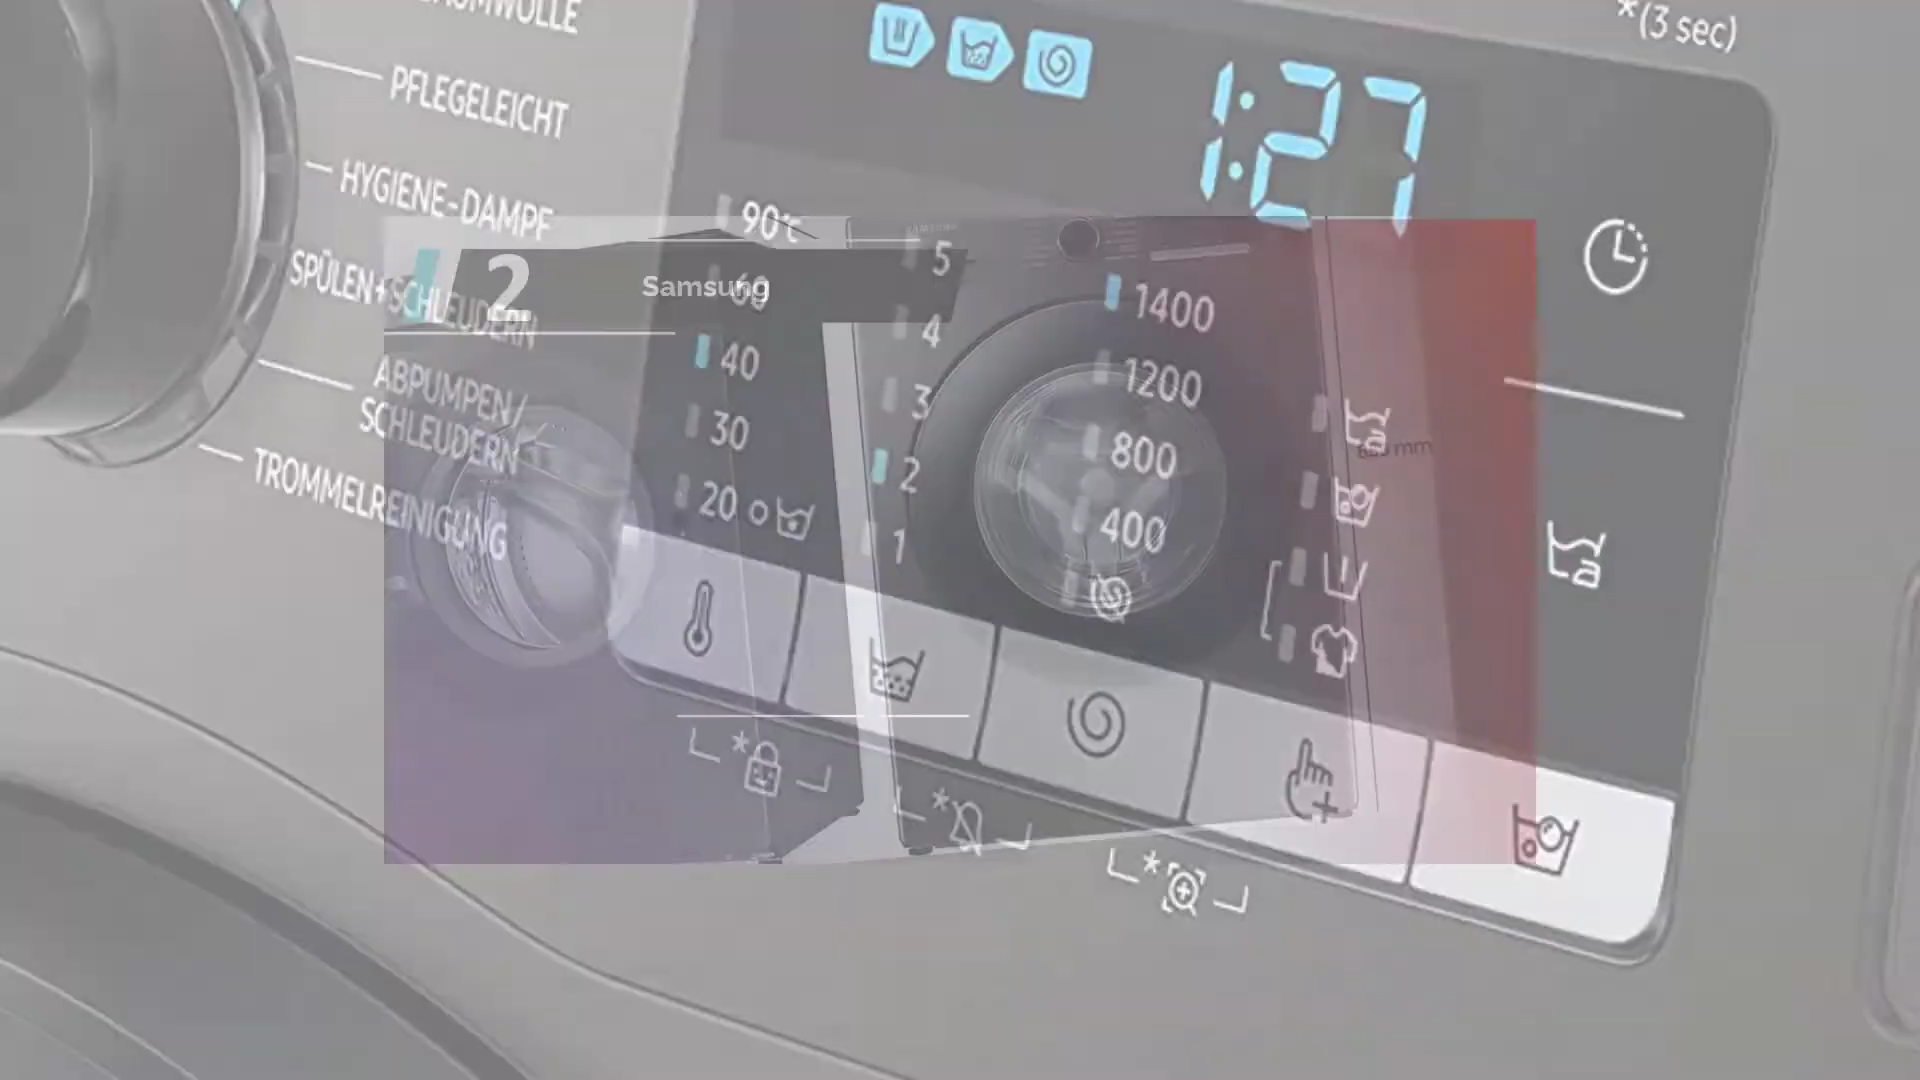 *(3 sec)
PFLEGELEICHT
1:27
HYGIENE-DAMPF
SPÜLEN+SCHLEUDERN
ABPUMPEN/
SCHLEUDERN
TROMMELREINIGUNG
2
Samsung
90°c
60
40
30
20
5
4
3
2
1
1400
1200
800
400
*
*
*